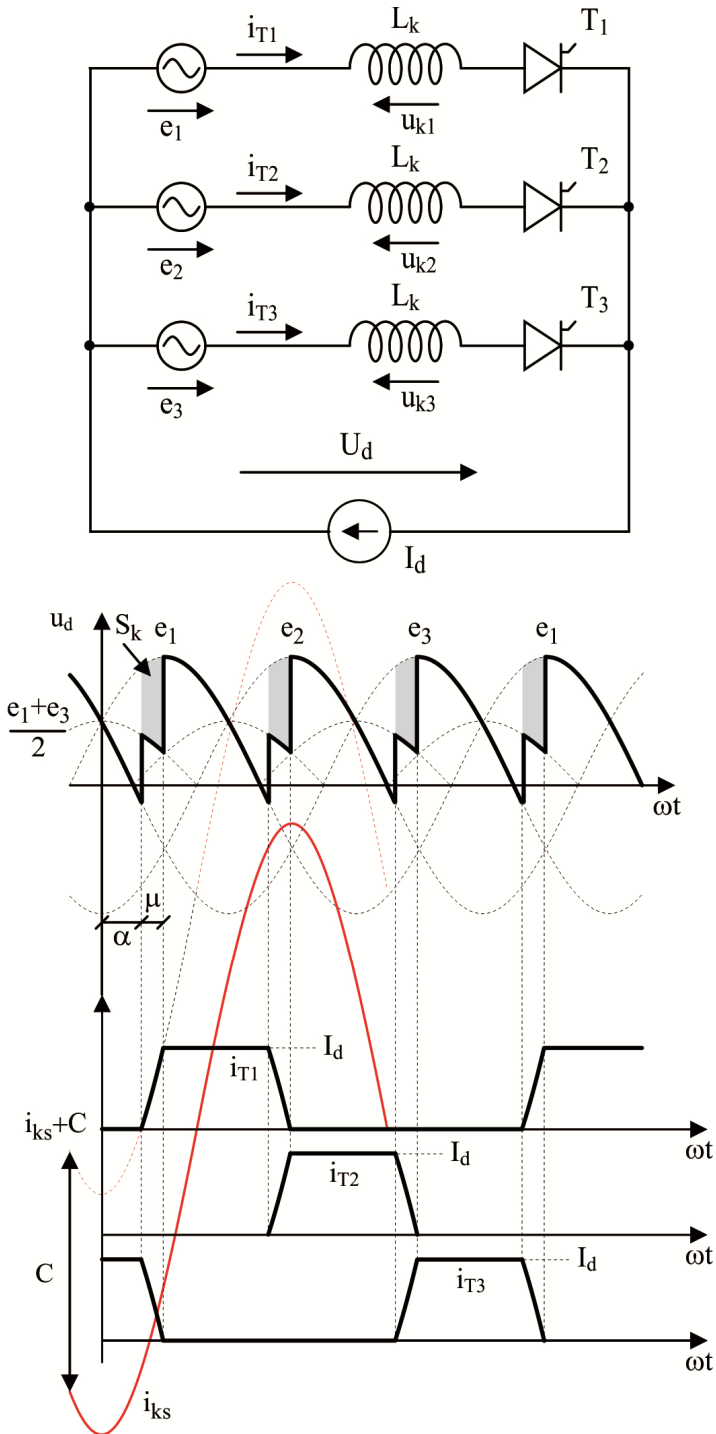 i_T1 L_k T_1
e_1 u_k1
i_T2 L_k T_2
e_2 u_k2
i_T3 L_k T_3
e_3 u_k3
U_d
I_d
u_d S_k e_1 e_2 e_3 e_1
e_1+e_3
2
ωt
μ
α
I_d
i_T1
i_ks+C
ωt
I_d
i_T2
ωt
C
I_d
i_T3
ωt
i_ks